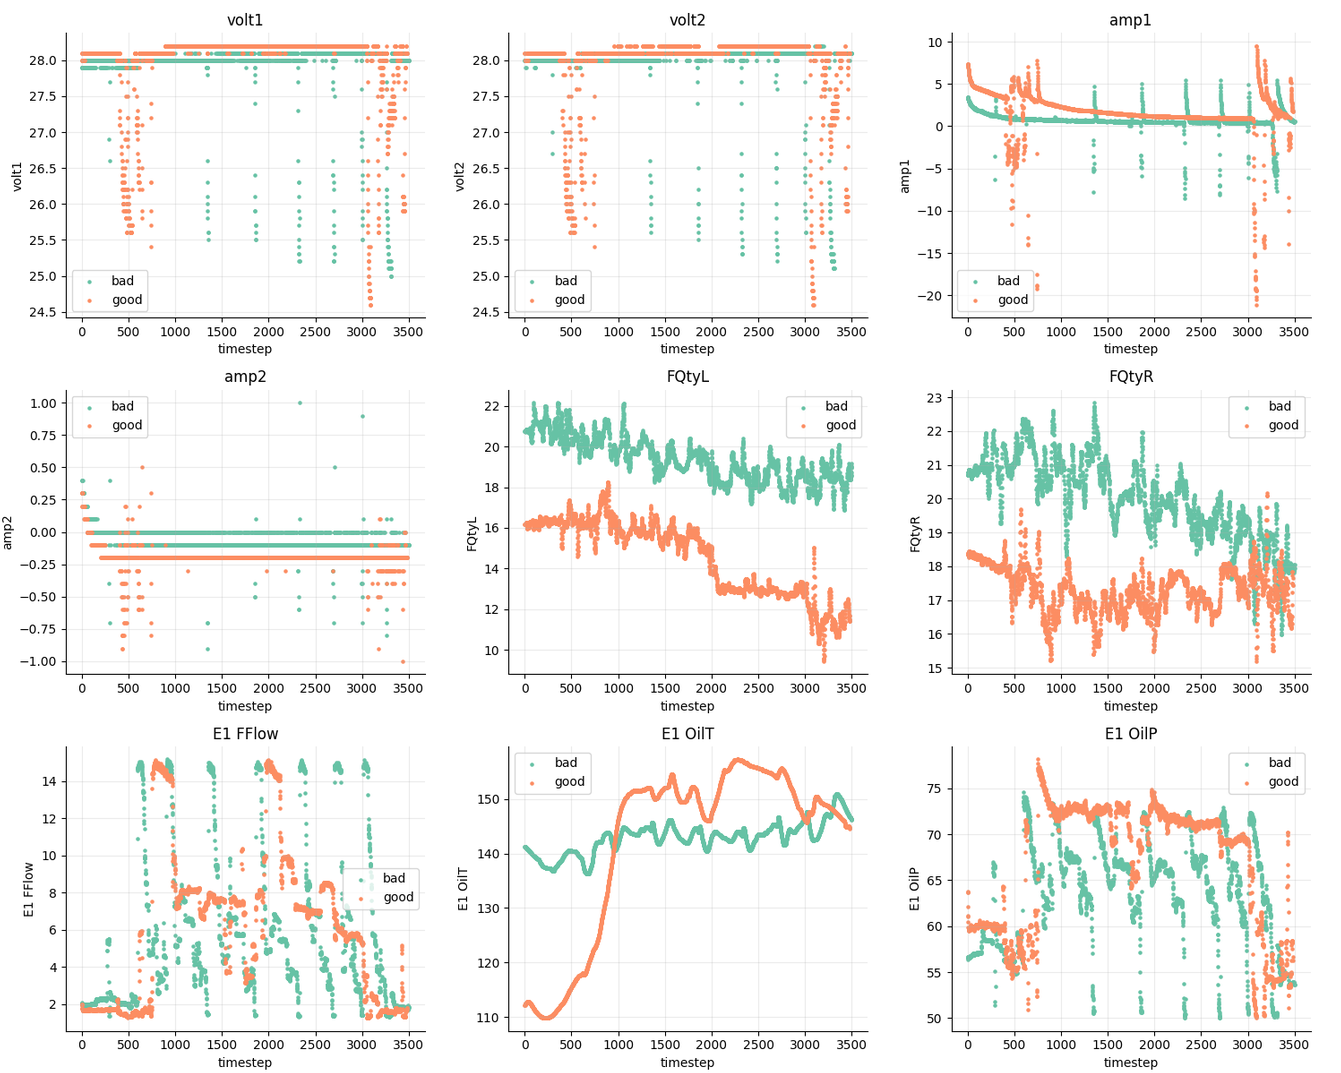 volt1
28.0
27.5
27.0
26.5
26.0
25.5
25.0
24.5
volt1
bad
good
0 500 1000 1500 2000 2500 3000 3500
timestep
volt2
28.0
27.5
27.0
26.5
26.0
25.5
25.0
24.5
volt2
bad
good
0 500 1000 1500 2000 2500 3000 3500
timestep
amp1
10
5
0
−5
−10
−15
−20
amp1
bad
good
0 500 1000 1500 2000 2500 3000 3500
timestep
amp2
1.00
0.75
0.50
0.25
0.00
−0.25
−0.50
−0.75
−1.00
amp2
bad
good
0 500 1000 1500 2000 2500 3000 3500
timestep
FQtyL
22
20
18
16
14
12
10
FQtyL
bad
good
0 500 1000 1500 2000 2500 3000 3500
timestep
FQtyR
23
22
21
20
19
18
17
16
15
FQtyR
bad
good
0 500 1000 1500 2000 2500 3000 3500
timestep
E1 FFlow
14
12
10
8
6
4
2
E1 FFlow
bad
good
0 500 1000 1500 2000 2500 3000 3500
timestep
E1 OilT
150
140
130
120
110
E1 OilT
bad
good
0 500 1000 1500 2000 2500 3000 3500
timestep
E1 OilP
75
70
65
60
55
50
E1 OilP
bad
good
0 500 1000 1500 2000 2500 3000 3500
timestep